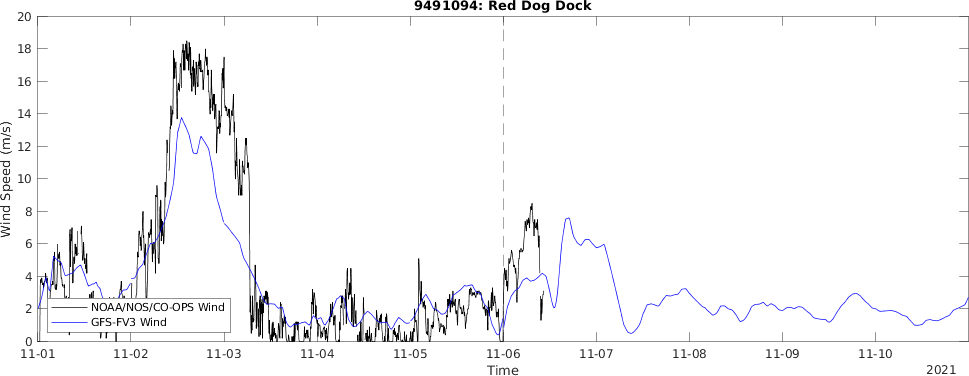 9491094: Red Dog Dock
Wind Speed (m/s)
20
18
16
14
12
10
8
6
4
2
0
NOAA/NOS/CO-OPS Wind
GFS-FV3 Wind
11-01 11-02 11-03 11-04 11-05 11-06 11-07 11-08 11-09 11-10
Time
2021